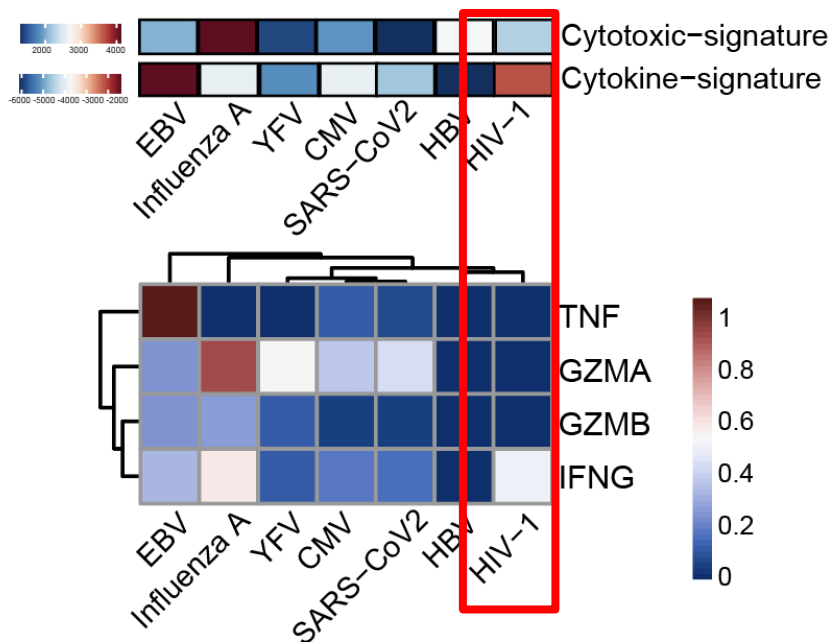 2000 3000 4000
Cytotoxic−signature
-6000 -5000 -4000 -3000 -2000
Cytokine−signature
EBV
Influenza A
YFV
CMV
SARS−CoV2
HBV
HIV−1
TNF
GZMA
GZMB
IFNG
1
0.8
0.6
0.4
0.2
0
EBV
Influenza A
YFV
CMV
SARS−CoV2
HBV
HIV−1